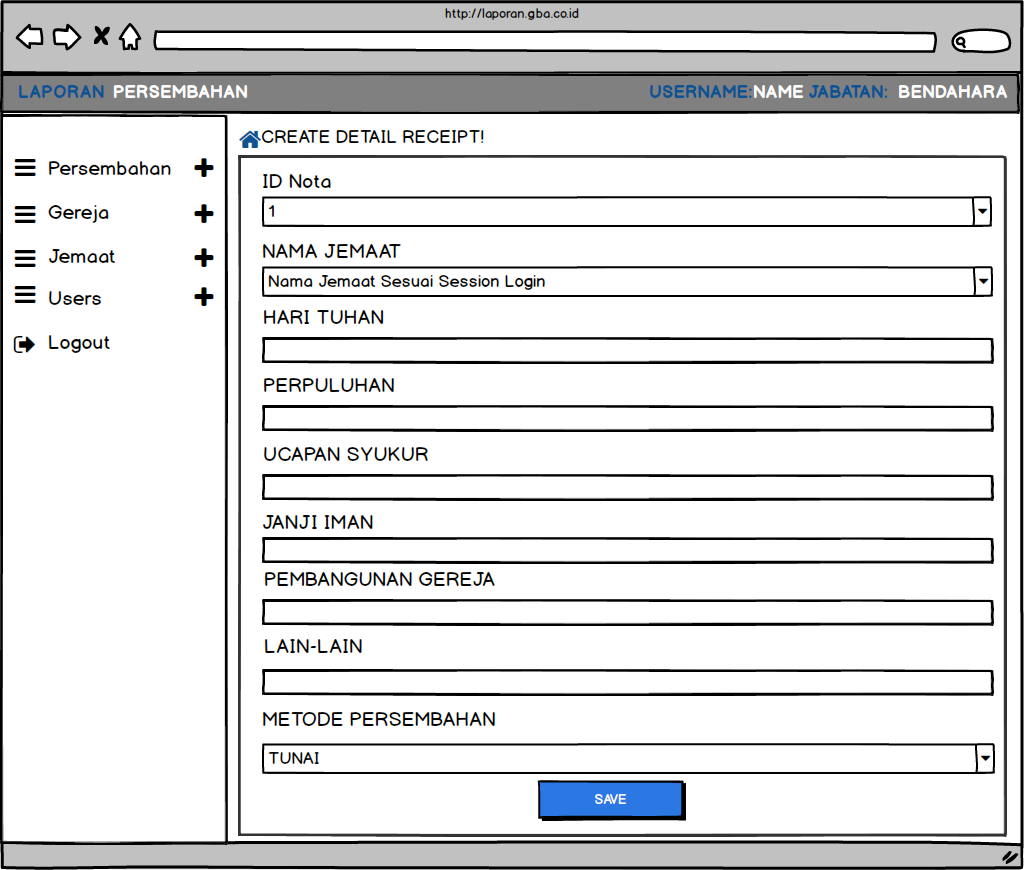 http://laporan.gba.co.id
LAPORAN PERSEMBAHAN
USERNAME:NAME JABATAN: BENDAHARA
Persembahan
Gereja
Jemaat
Users
Logout
CREATE DETAIL RECEIPT!
ID Nota
1
NAMA JEMAAT
Nama Jemaat Sesuai Session Login
HARI TUHAN
PERPULUHAN
UCAPAN SYUKUR
JANJI IMAN
PEMBANGUNAN GEREJA
LAIN-LAIN
METODE PERSEMBAHAN
TUNAI
SAVE